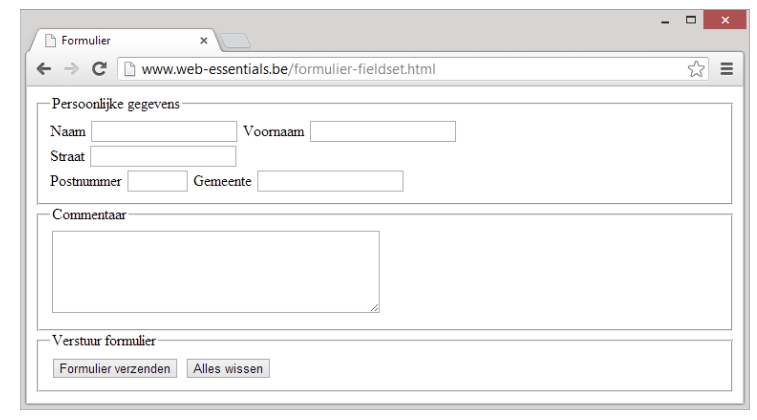 Formulier
www.web-essentials.be/formulier-fieldset.html
Persoonlijke gegevens
Naam Voornaam
Straat
Postnummer Gemeente
Commentaar
Verstuur formulier
Formulier verzenden Alles wissen